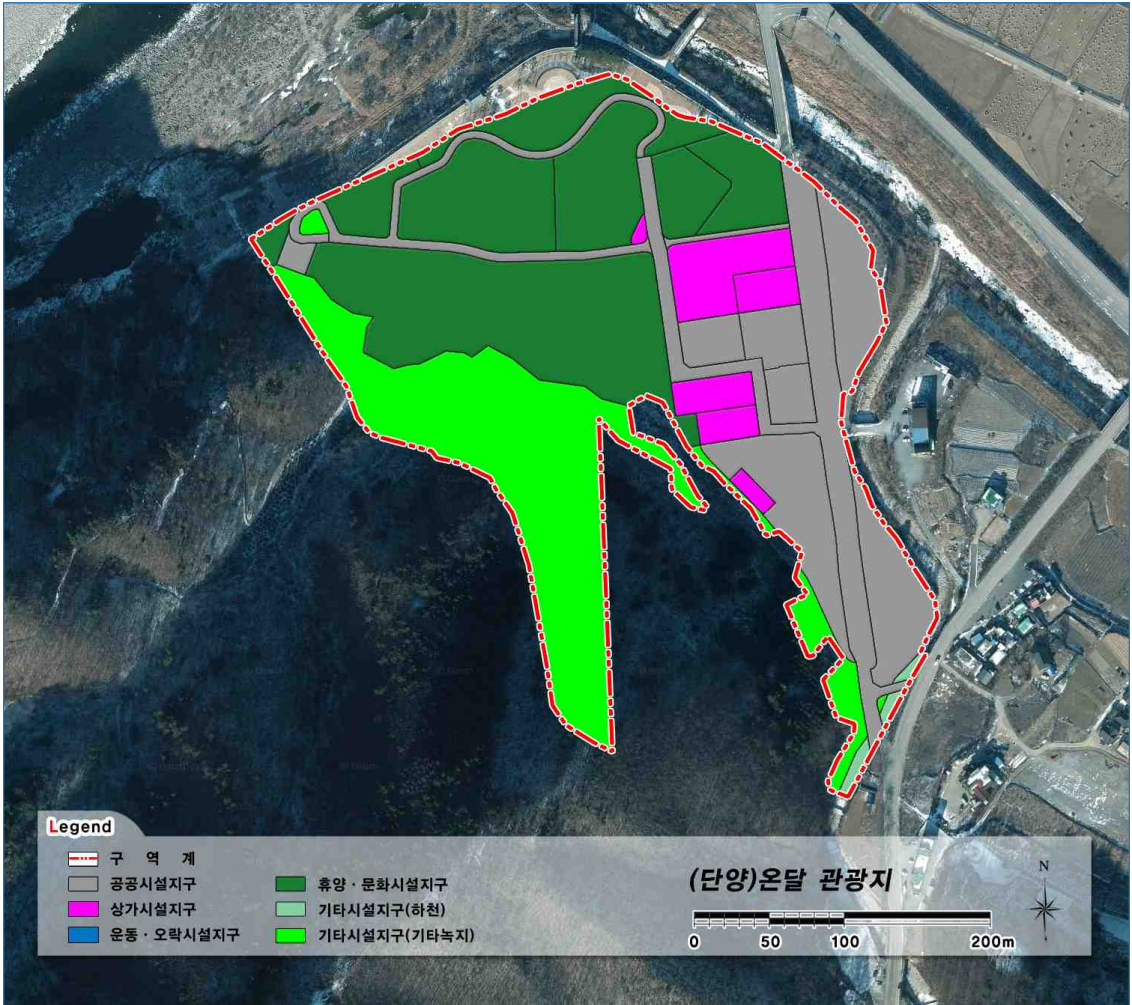 Legend
구 역 계
공공시설지구
상가시설지구
운동 · 오락시설지구
휴양 · 문화시설지구
기타시설지구(하천)
기타시설지구(기타녹지)
(단양)온달 관광지
N
0 50 100 200m